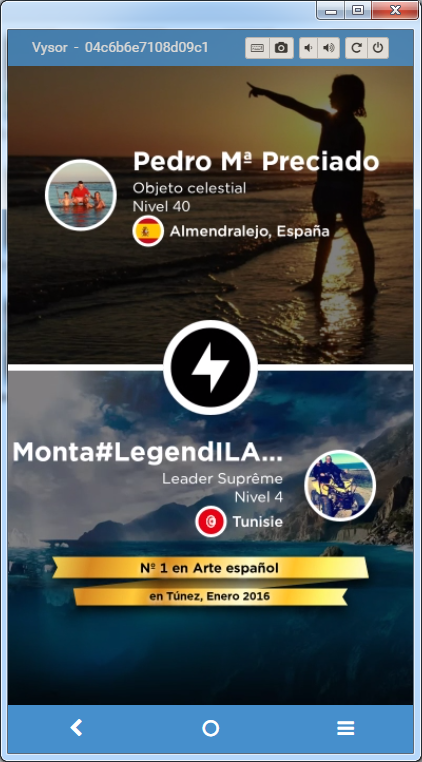 Vysor - 04c6b6e7108d09c1
Pedro Mª Preciado
Objeto celestial
Nivel 40
Almendralejo, España
Monta#LegendILA...
Leader Suprême
Nivel 4
Tunisie
Nº 1 en Arte español
en Túnez, Enero 2016